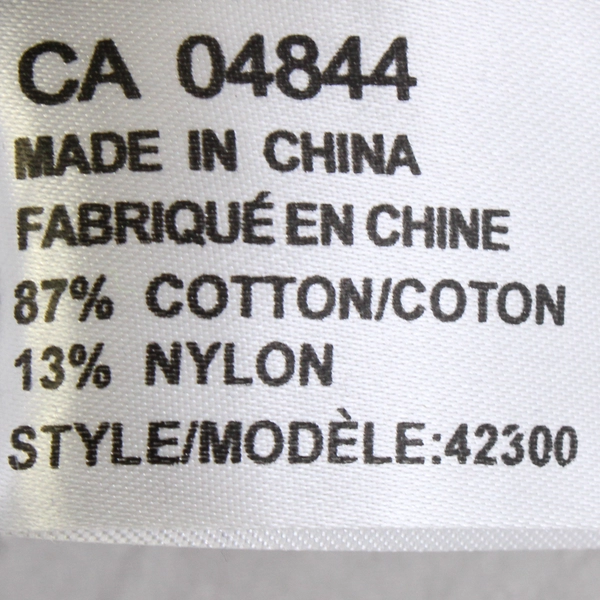 CA 04844
MADE IN CHINA
FABRIQUÉ EN CHINE
87% COTTON/COTON
13% NYLON
STYLE/MODÈLE:42300